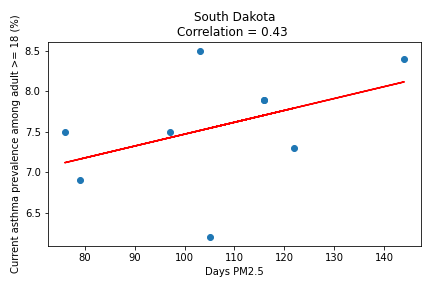 South Dakota
Correlation = 0.43
Current asthma prevalence among adult >= 18 (%)
8.5
8.0
7.5
7.0
6.5
80 90 100 110 120 130 140
Days PM2.5